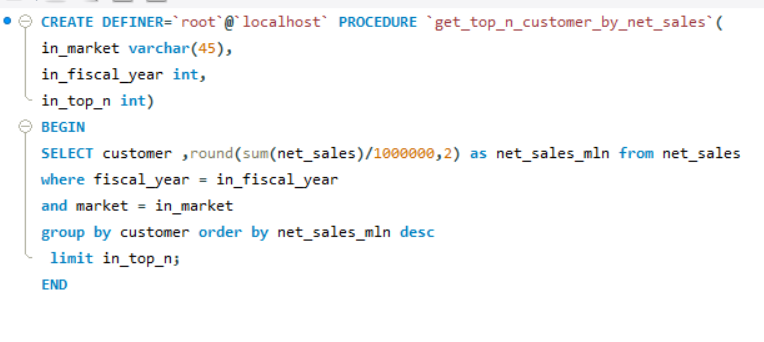 CREATE DEFINER=`root`@`localhost` PROCEDURE `get_top_n_customer_by_net_sales`(
in_market varchar(45),
in_fiscal_year int,
in_top_n int)
BEGIN
SELECT customer ,round(sum(net_sales)/1000000,2) as net_sales_mln from net_sales
where fiscal_year = in_fiscal_year
and market = in_market
group by customer order by net_sales_mln desc
limit in_top_n;
END